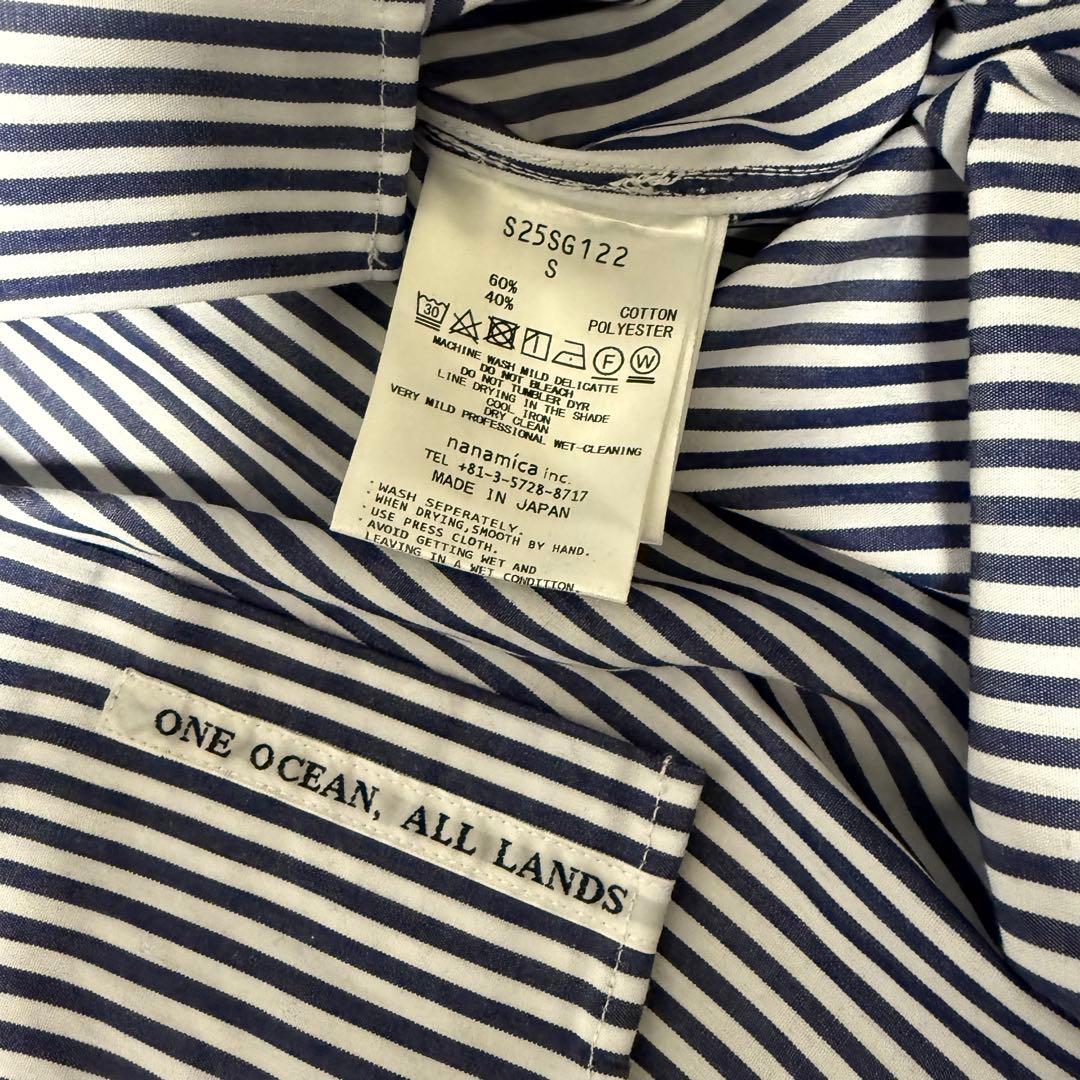 S25SG122
S
60%
40%
COTTON
POLYESTER
30
F W
MACHINE WASH MILD DELICATTE
DO DO NOT BLEACH
DO NOT TUMBLER DYR
LINE DRYING IN THE SHADE
COOL IRON
DRY CLEAN
VERY MILD PROFESSIONAL WET-CLEANING
nanamica inc.
TEL +81-3-5728-8717
MADE IN JAPAN
・WASH SEPERATELY.
・WHEN DRYING,SMOOTH BY HAND.
・USE PRESS CLOTH.
AVOID GETTING WET AND
LEAVING IN A WET CONDITION.
ONE OCEAN, ALL LANDS